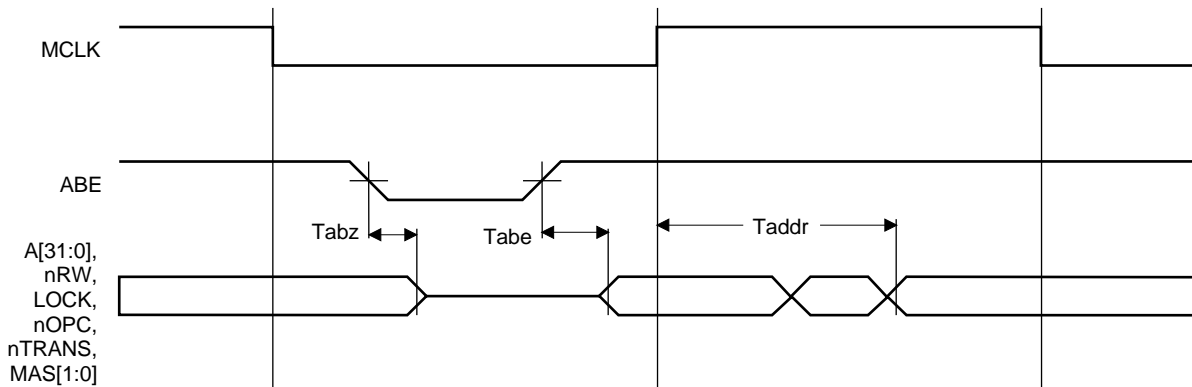 MCLK
ABE
Tabz
Tabe
Taddr
A[31:0],
nRW,
LOCK,
nOPC,
nTRANS,
MAS[1:0]